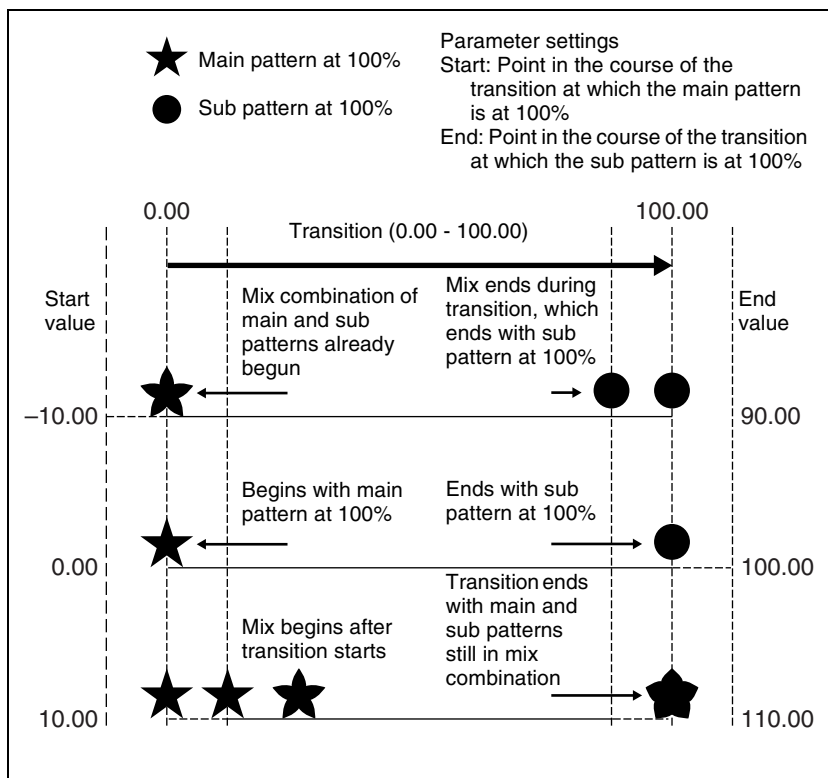 Main pattern at 100%
Sub pattern at 100%
Parameter settings
Start: Point in the course of the
transition at which the main pattern
is at 100%
End: Point in the course of the transition
at which the sub pattern is at 100%
0.00
100.00
Transition (0.00 - 100.00)
Start
value
End
value
Mix combination of
main and sub
patterns already
begun
Mix ends during
transition, which
ends with sub
pattern at 100%
–10.00
90.00
Begins with main
pattern at 100%
Ends with sub
pattern at 100%
0.00
100.00
Mix begins after
transition starts
Transition ends
with main and
sub patterns
still in mix
combination
10.00
110.00